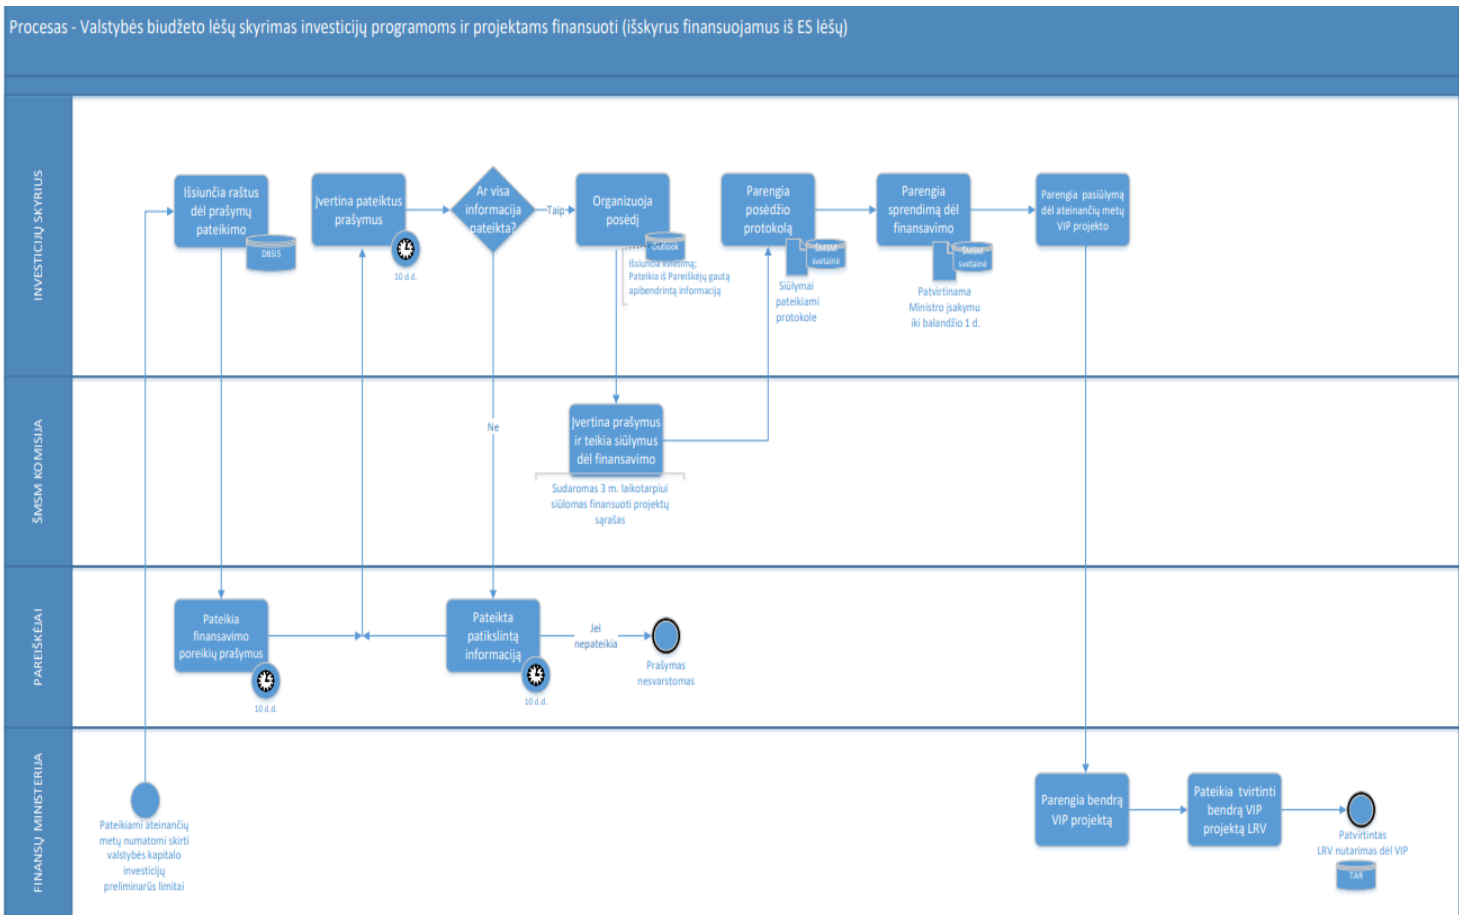 Procesas - Valstybės biudžeto lėšų skyrimas investicijų programoms ir projektams finansuoti (išskyrus finansuojamus iš ES lėšų)
INVESTICIJŲ SKYRIUS
Išsiunčia raštus
dėl prašymų
pateikimo
DBSIS
Įvertina pateiktus
prašymus
10 d.d.
Ar visa
informacija
pateikta?
Taip
Ne
Organizuoja
posėdį
Outlook
Išsiunčia kvietimą;
Pateikia iš Pareiškėjų gautą
apibendrintą informaciją
Parengia
posėdžio
protokolą
ŠMSM
svetainė
Siūlymai
pateikiami
protokole
Parengia
sprendimą dėl
finansavimo
ŠMSM
svetainė
Patvirtinama
Ministro įsakymu
iki balandžio 1 d.
Parengia pasiūlymą
dėl ateinančių metų
VIP projekto
ŠMSM KOMISIJA
Įvertina prašymus
ir teikia siūlymus
dėl finansavimo
Sudaromas 3 m. laikotarpiui
siūlomas finansuoti projektų
sąrašas
PAREIŠKĖJAI
Pateikia
finansavimo
poreikių prašymus
10 d.d.
Pateikta
patikslintą
informaciją
10 d.d.
Jei
nepateikia
Prašymas
nesvarstomas
FINANSŲ MINISTERIJA
Pateikiami ateinančių
metų numatomi skirti
valstybės kapitalo
investicijų
preliminarūs limitai
Parengia bendrą
VIP projektą
Pateikia tvirtinti
bendrą VIP
projektą LRV
Patvirtintas
LRV nutarimas dėl VIP
TAR